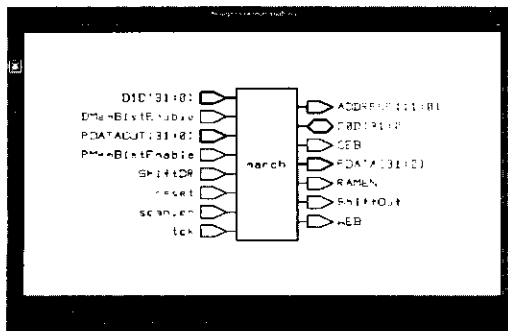 DID(31:0)
DMemBistEnable
PDATAOUT(31:0)
PMemBistEnable
ShiftDR
reset
scan_en
tck
march
ADDRESS(11:0)
DOD(31:0)
OEB
PDATA(31:0)
RAMEN
ShiftOut
WEB